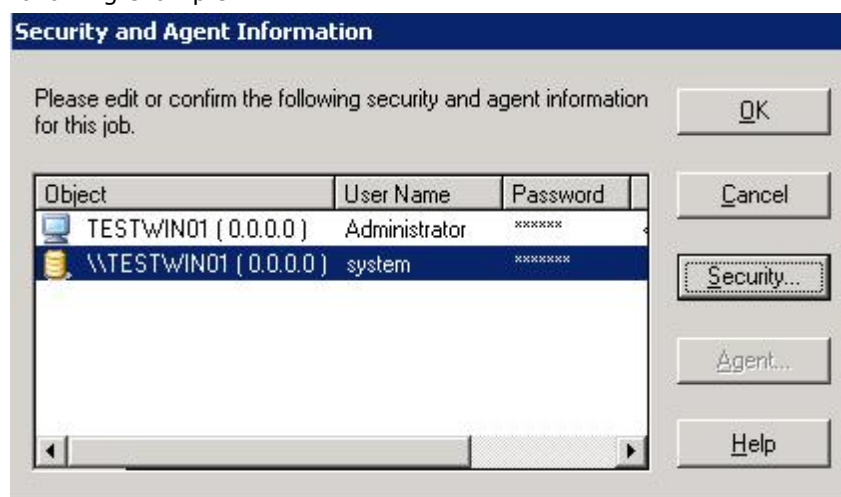 Security and Agent Information
Please edit or confirm the following security and agent information
for this job.
OK
Object User Name Password
Cancel
TESTWIN01 ( 0.0.0.0 ) Administrator ******
\\TESTWIN01 ( 0.0.0.0 ) system *******
Security...
Agent...
Help